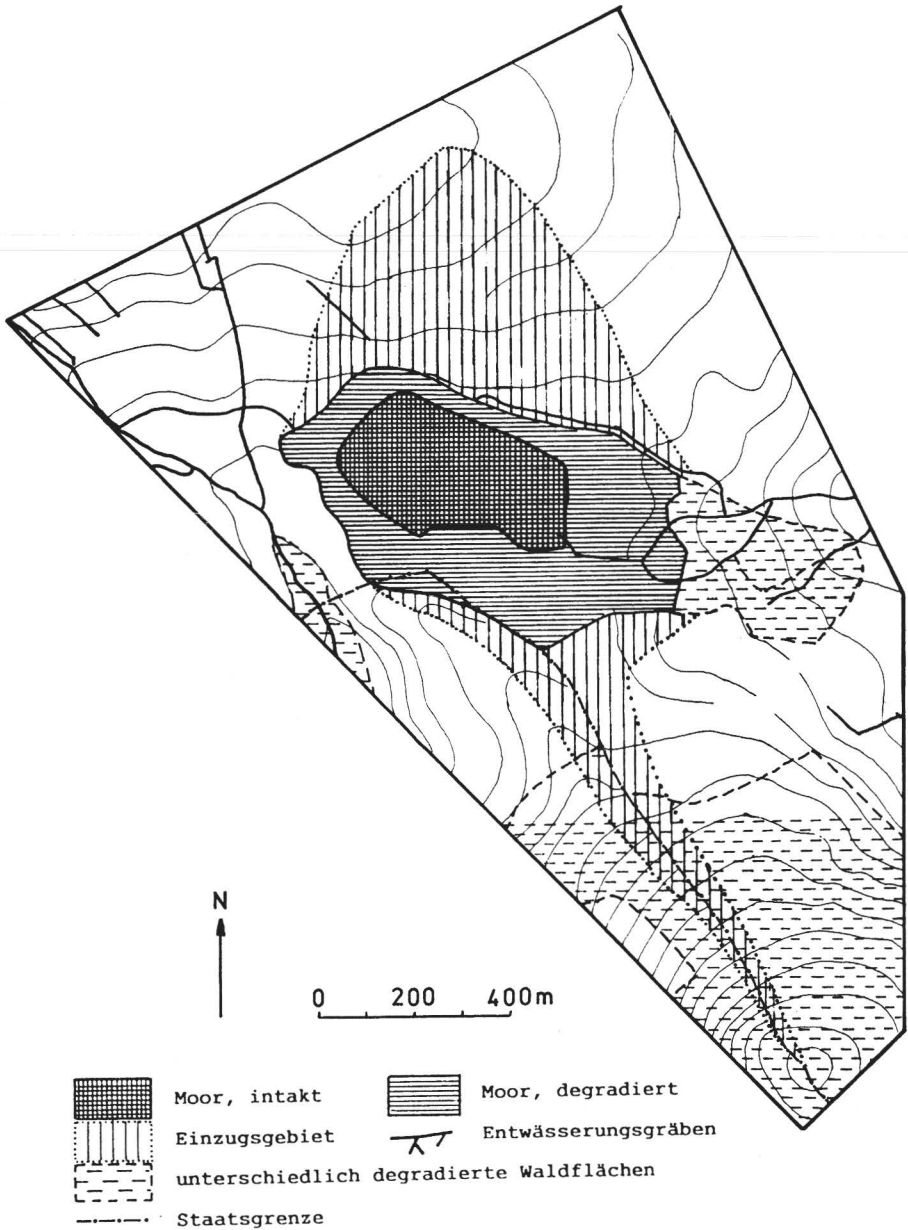 N
0 200 400m
Moor, intakt Moor, degradiert
Einzugsgebiet Entwässerungsgräben
unterschiedlich degradierte Waldflächen
Staatsgrenze